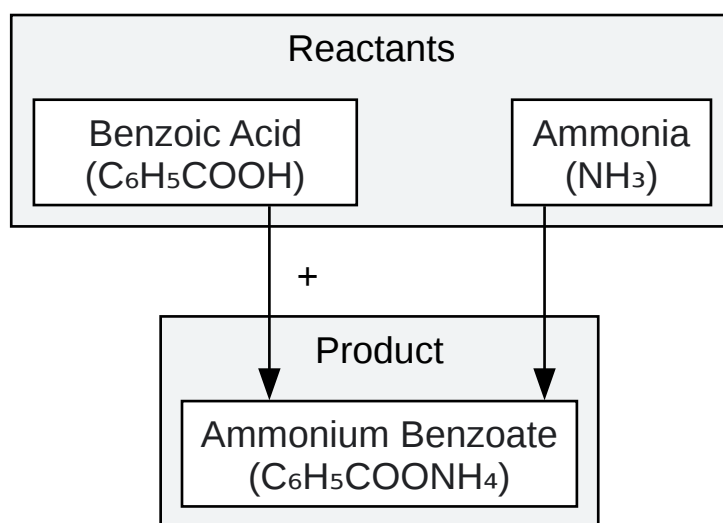 Reactants
Benzoic Acid
(C₆H₅COOH)
Ammonia
(NH₃)
+
Product
Ammonium Benzoate
(C₆H₅COONH₄)